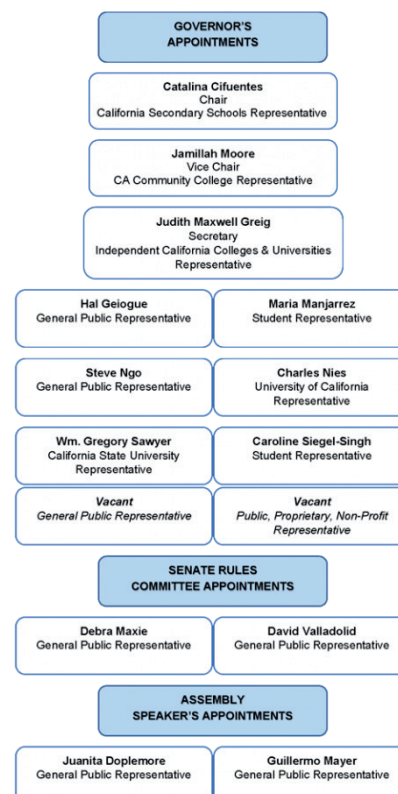 GOVERNOR'S
APPOINTMENTS
Catalina Cifuentes
Chair
California Secondary Schools Representative
Jamillah Moore
Vice Chair
CA Community College Representative
Judith Maxwell Greig
Secretary
Independent California Colleges & Universities
Representative
Hal Geiogue
General Public Representative
Maria Manjarrez
Student Representative
Steve Ngo
General Public Representative
Charles Nies
University of California
Representative
Wm. Gregory Sawyer
California State University
Representative
Caroline Siegel-Singh
Student Representative
Vacant
General Public Representative
Vacant
Public, Proprietary, Non-Profit
Representative
SENATE RULES
COMMITTEE APPOINTMENTS
Debra Maxie
General Public Representative
David Valladolid
General Public Representative
ASSEMBLY
SPEAKER'S APPOINTMENTS
Juanita Doplemore
General Public Representative
Guillermo Mayer
General Public Representative